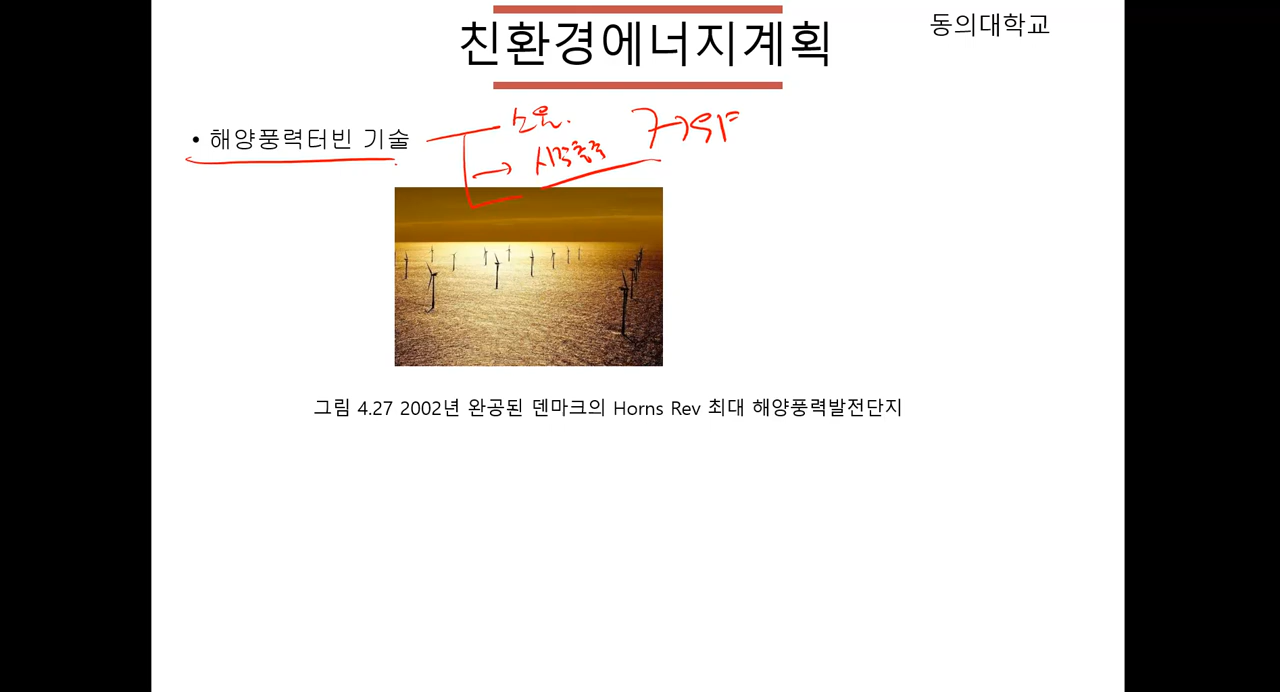 친환경에너지계획
동의대학교
• 해양풍력터빈 기술
소음.
그림 4.27 2002년 완공된 덴마크의 Horns Rev 최대 해양풍력발전단지